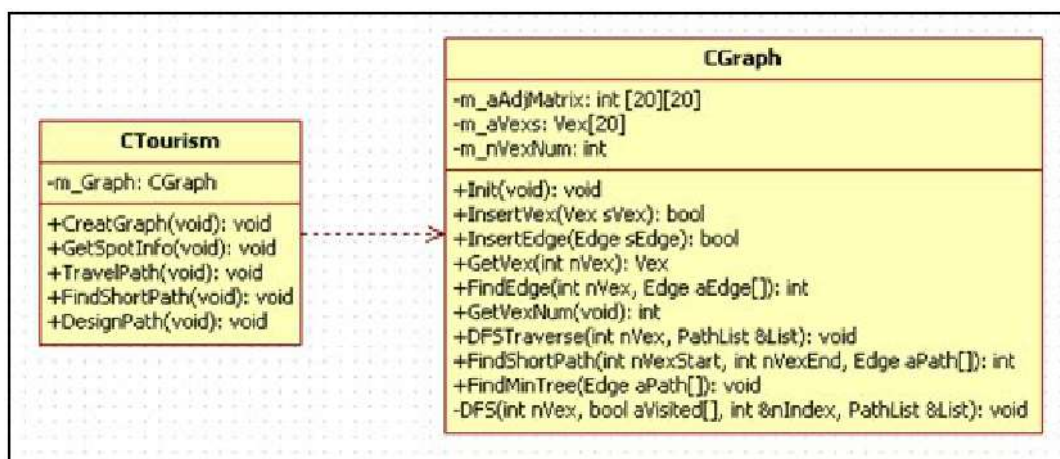 CTourism
-m_Graph: CGraph
+CreatGraph(void): void
+GetSpotInfo(void): void
+TravelPath(void): void
+FindShortPath(void): void
+DesignPath(void): void
CGraph
-m_aAdjMatrix: int [20][20]
-m_aVexs: Vex[20]
-m_nVexNum: int
+Init(void): void
+InsertVex(Vex sVex): bool
+InsertEdge(Edge sEdge): bool
+GetVex(int nVex): Vex
+FindEdge(int nVex, Edge aEdge[]): int
+GetVexNum(void): int
+DFSTraverse(int nVex, PathList &List): void
+FindShortPath(int nVexStart, int nVexEnd, Edge aPath[]): int
+FindMinTree(Edge aPath[]): void
-DFS(int nVex, bool aVisited[], int &nIndex, PathList &List): void